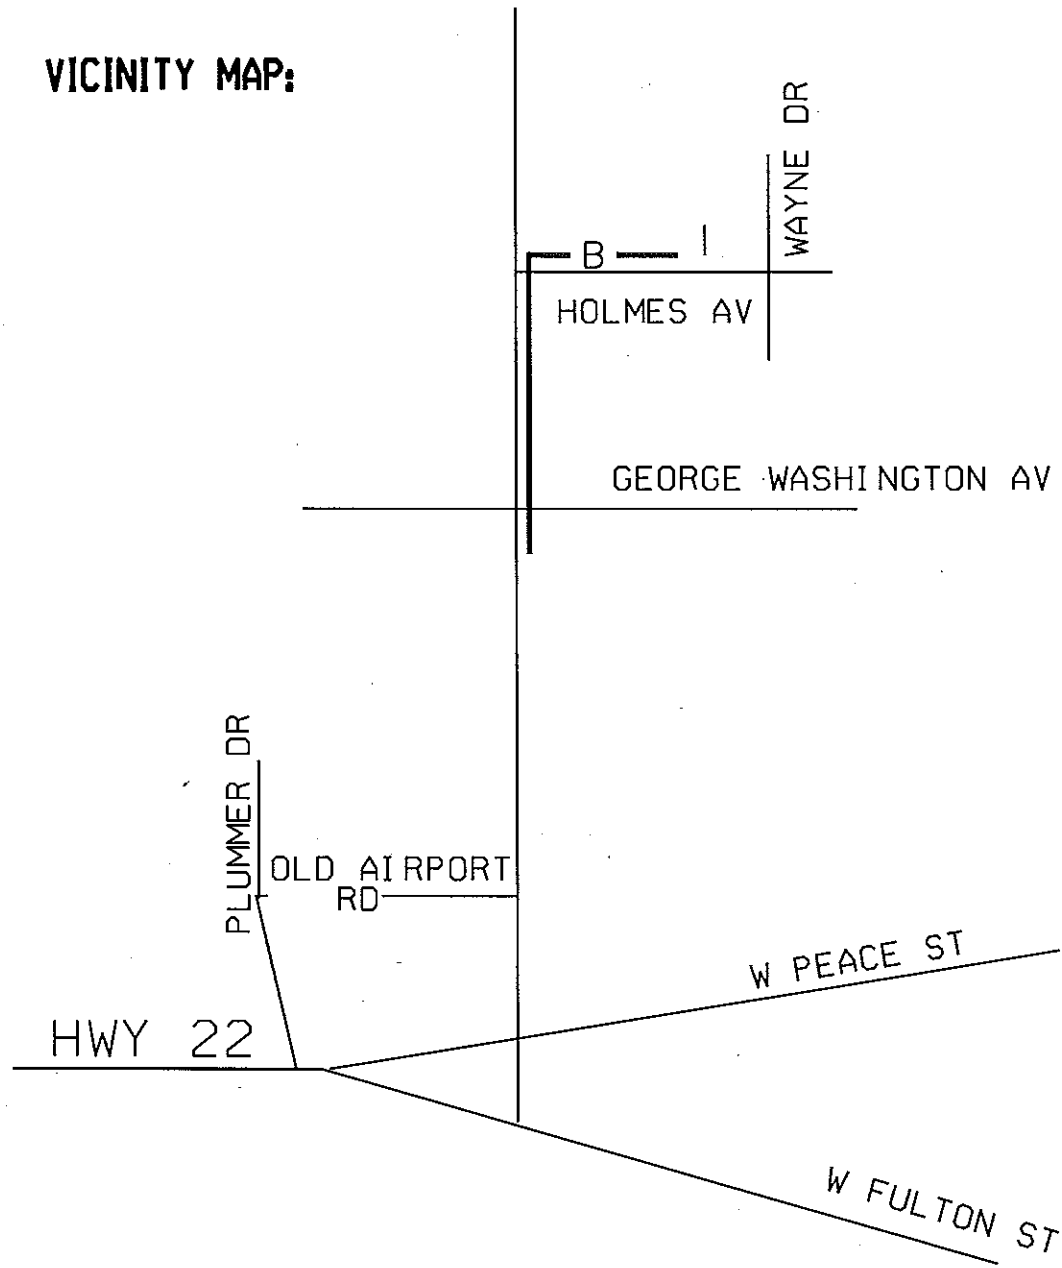 VICINITY MAP:
WAYNE DR
B
HOLMES AV
GEORGE WASHINGTON AV
PLUMMER DR
OLD AIRPORT
RD
W PEACE ST
HWY 22
W FULTON ST